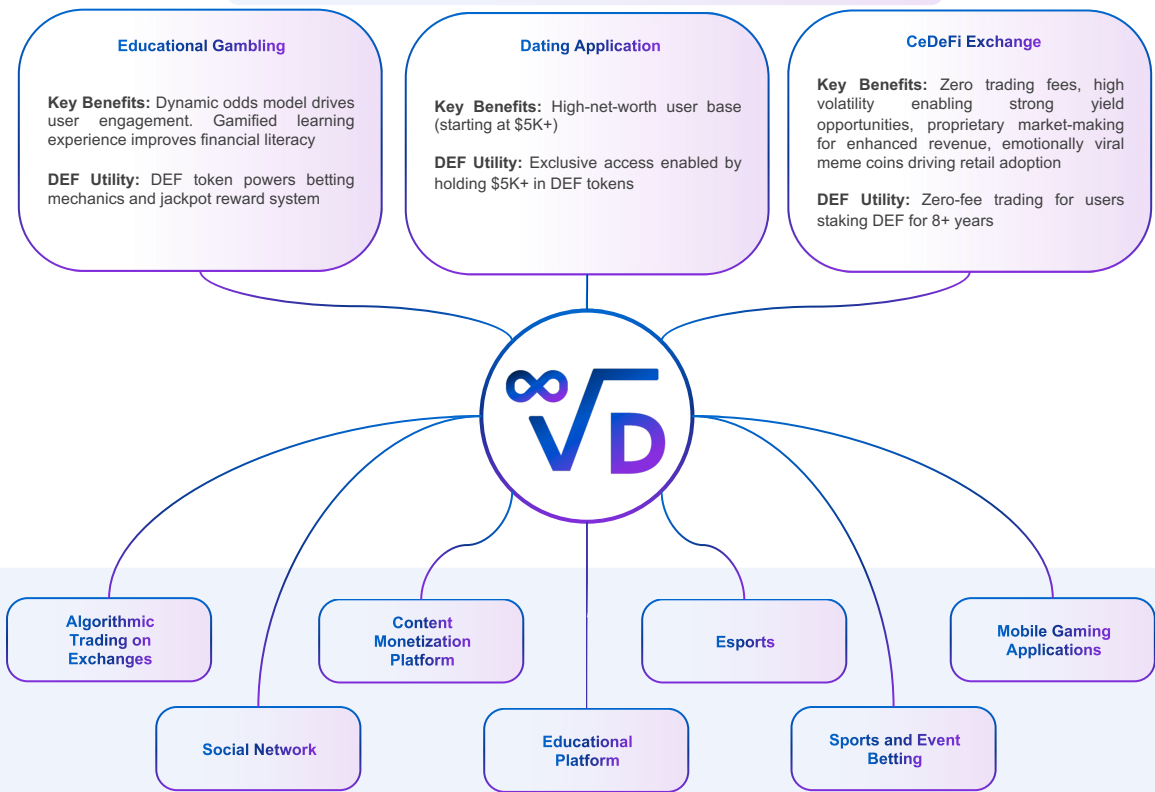 Educational Gambling
Key Benefits: Dynamic odds model drives
user engagement. Gamified learning
experience improves financial literacy
DEF Utility: DEF token powers betting
mechanics and jackpot reward system
Dating Application
Key Benefits: High-net-worth user base
(starting at $5K+)
DEF Utility: Exclusive access enabled by
holding $5K+ in DEF tokens
CeDeFi Exchange
Key Benefits: Zero trading fees, high
volatility enabling strong yield
opportunities, proprietary market-making
for enhanced revenue, emotionally viral
meme coins driving retail adoption
DEF Utility: Zero-fee trading for users
staking DEF for 8+ years
∞√D
Algorithmic
Trading on
Exchanges
Content
Monetization
Platform
Esports
Mobile Gaming
Applications
Social Network
Educational
Platform
Sports and Event
Betting